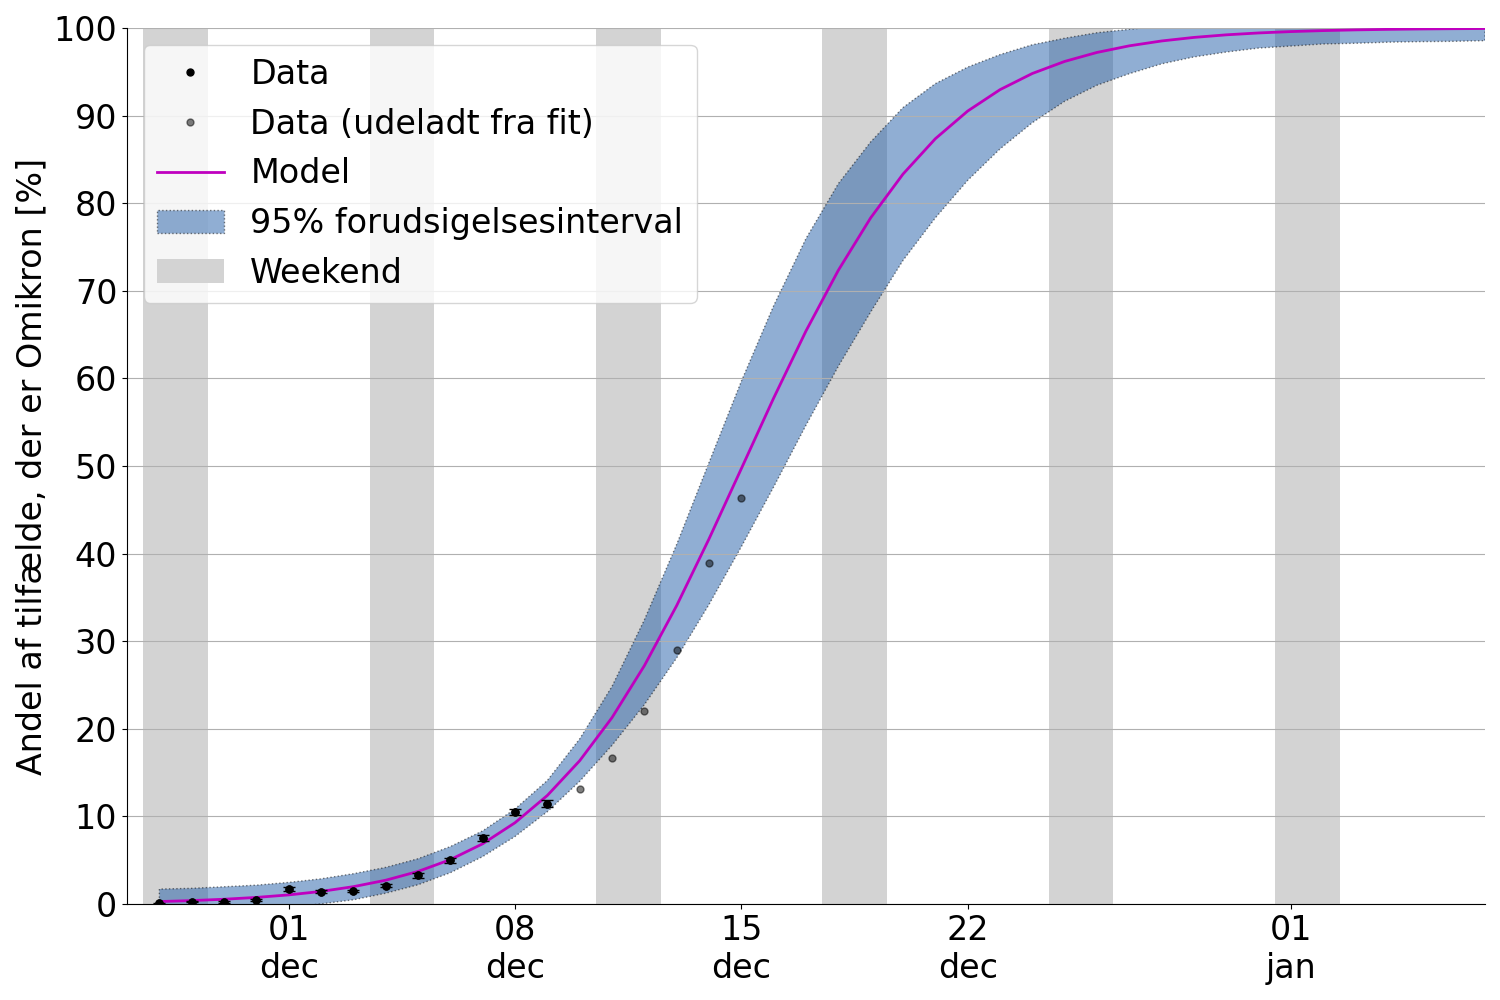 Andel af tilfælde, der er Omikron [%]
100
90
80
70
60
50
40
30
20
10
0
Data
Data (udeladt fra fit)
Model
95% forudsigelsesinterval
Weekend
01 08 15 22 01
dec dec dec dec jan